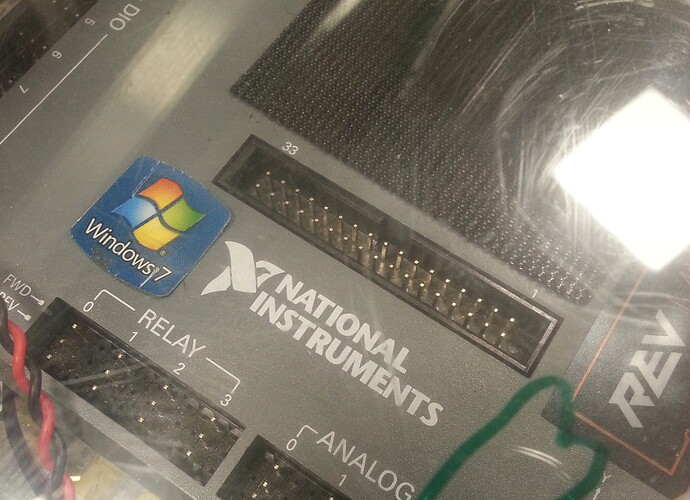 DIO
5
6
7
33
Windows 7
NATIONAL
INSTRUMENTS
1
FWD
REV
RELAY
0
1
2
3
ANALOG
0
1
REV